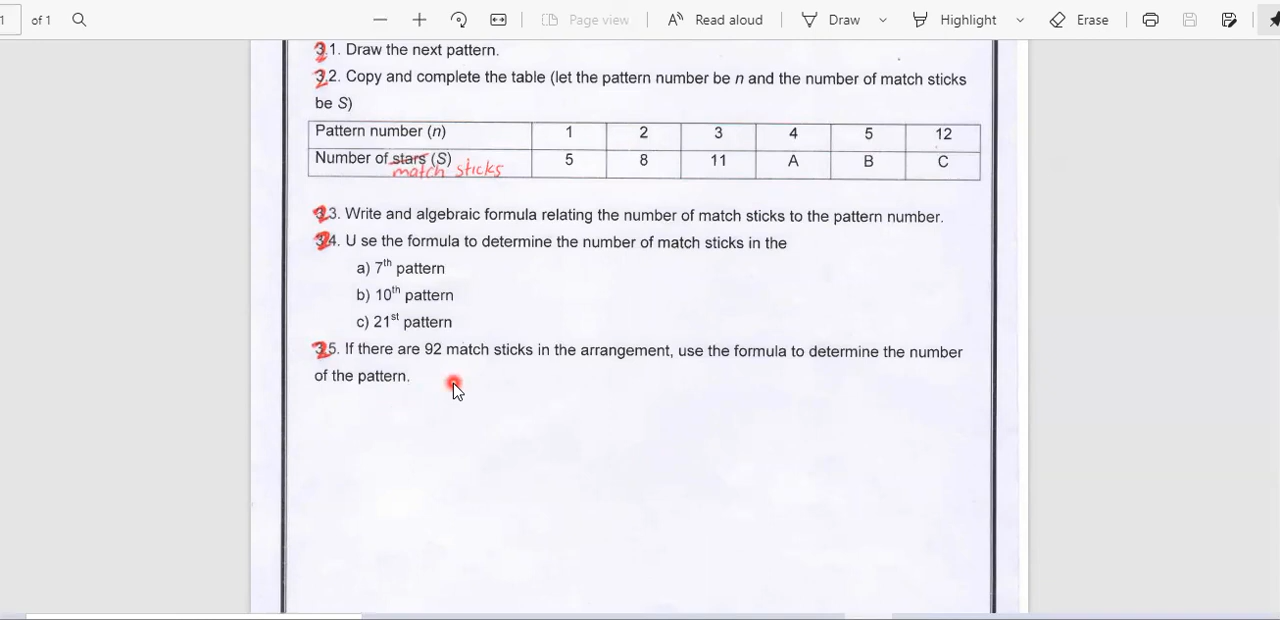 1 of 1 Page view Read aloud Draw Highlight Erase
2.1. Draw the next pattern.
2.2. Copy and complete the table (let the pattern number be n and the number of match sticks
be S)
Pattern number (n) 1 2 3 4 5 12
Number of stars (S) 5 8 11 A B C
match sticks
2.3. Write and algebraic formula relating the number of match sticks to the pattern number.
2.4. U se the formula to determine the number of match sticks in the
a) 7th pattern
b) 10th pattern
c) 21st pattern
2.5. If there are 92 match sticks in the arrangement, use the formula to determine the number
of the pattern.